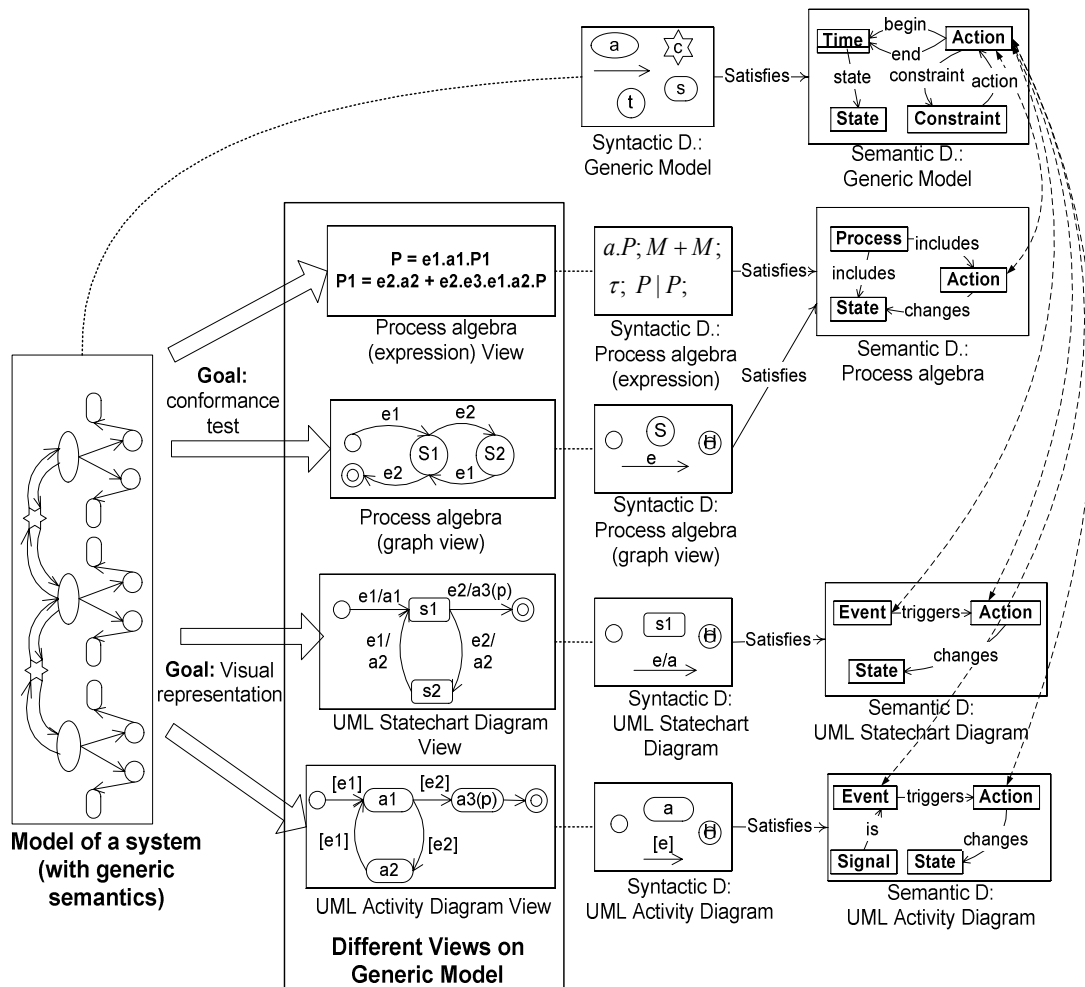 a
c
s
t
Syntactic D.:
Generic Model
Satisfies
Time
begin
Action
end
state
constraint
action
State
Constraint
Semantic D.:
Generic Model
P = e1.a1.P1
P1 = e2.a2 + e2.e3.e1.a2.P
Process algebra
(expression) View
a.P; M + M;
τ; P | P;
Syntactic D.:
Process algebra
(expression)
Satisfies
Process
includes
includes
Action
State
changes
Semantic D.:
Process algebra
Goal:
conformance
test
e1
e2
S1
S2
e2
e1
Process algebra
(graph view)
S
e
H
Syntactic D:
Process algebra
(graph view)
Satisfies
e1/a1
s1
e2/a3(p)
e1/
a2
e2/
a2
s2
UML Statechart Diagram
View
Goal: Visual
representation
s1
H
e/a
Syntactic D:
UML Statechart
Diagram
Satisfies
Event
triggers
Action
State
changes
Semantic D:
UML Statechart Diagram
[e1]
a1
[e2]
a3(p)
[e1]
[e2]
a2
UML Activity Diagram View
a
H
[e]
Syntactic D:
UML Activity Diagram
Satisfies
Event
triggers
Action
is
changes
Signal
State
Semantic D:
UML Activity Diagram
Model of a system
(with generic
semantics)
Different Views on
Generic Model